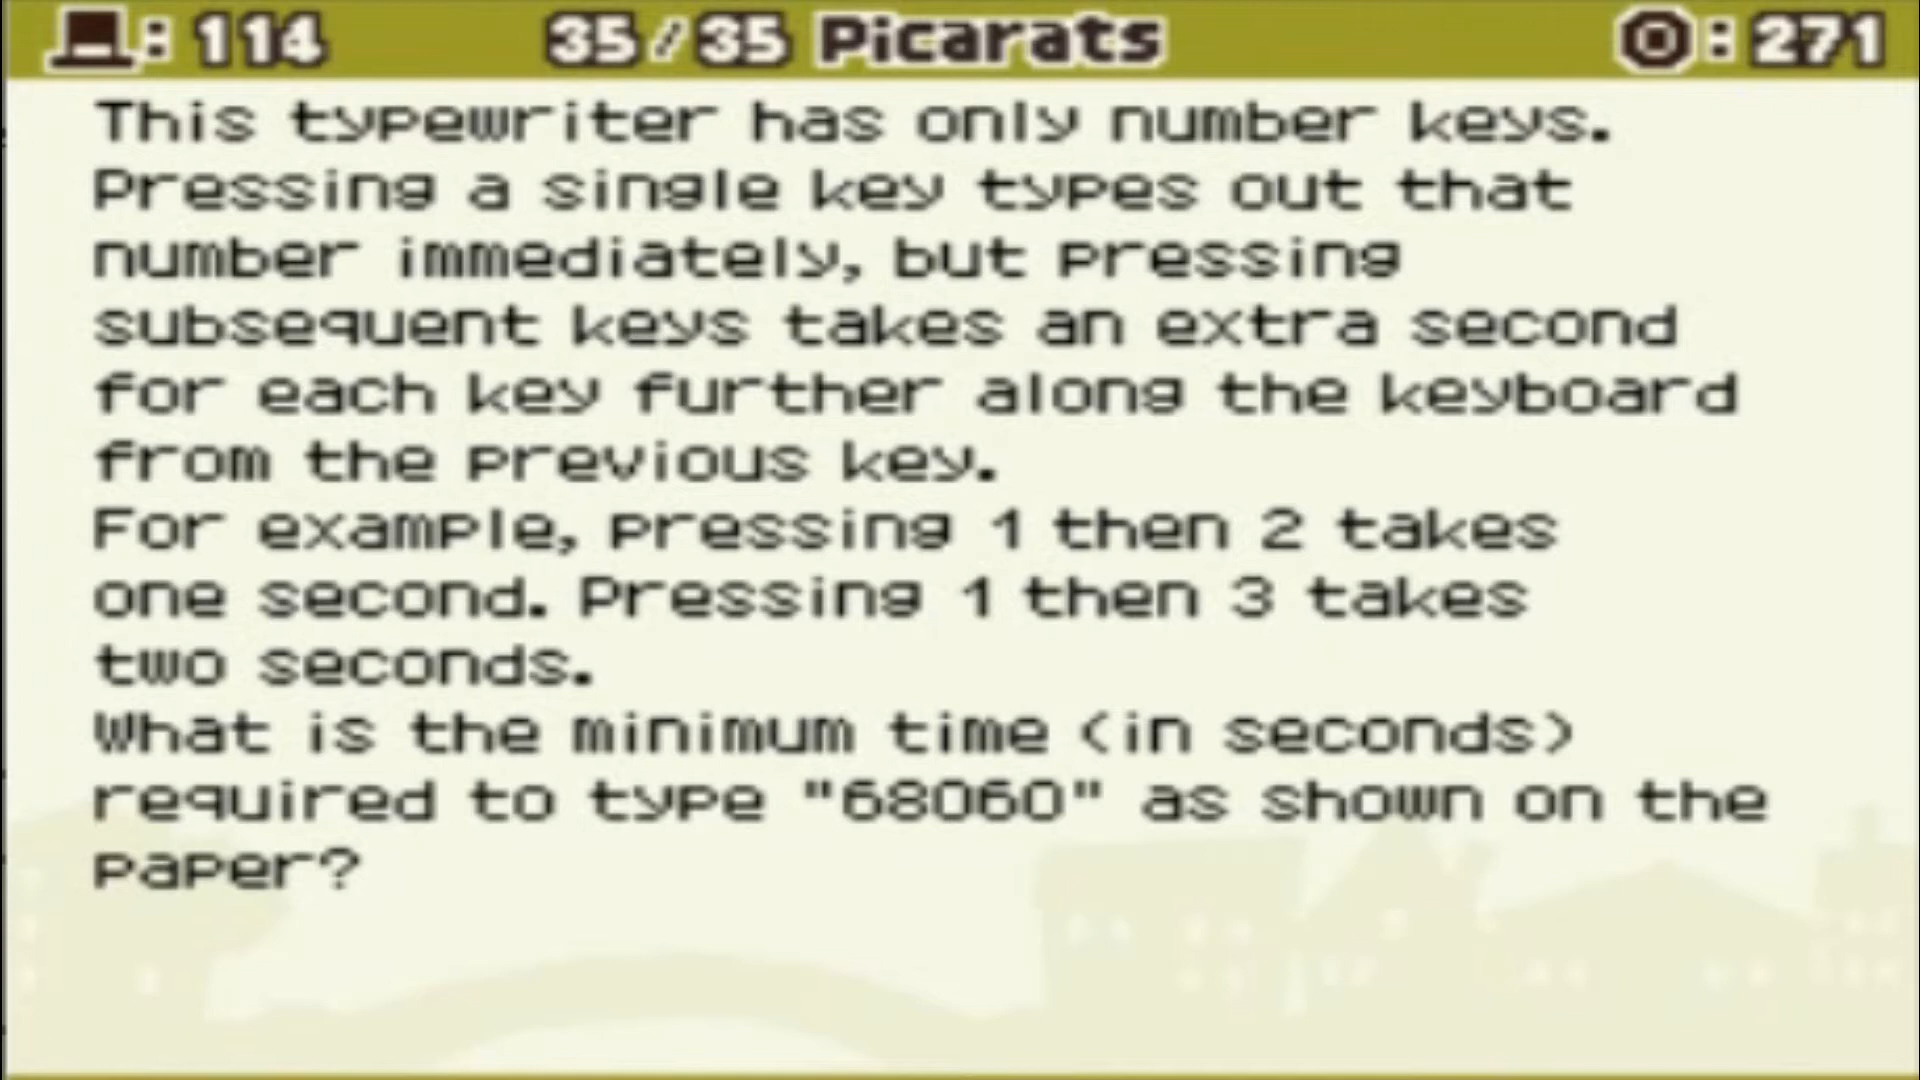 : 114 35/35 Picarats : 271
This typewriter has only number keys.
Pressing a single key types out that
number immediately, but pressing
subsequent keys takes an extra second
for each key further along the keyboard
from the previous key.
For example, pressing 1 then 2 takes
one second. Pressing 1 then 3 takes
two seconds.
What is the minimum time (in seconds)
required to type "68060" as shown on the
paper?